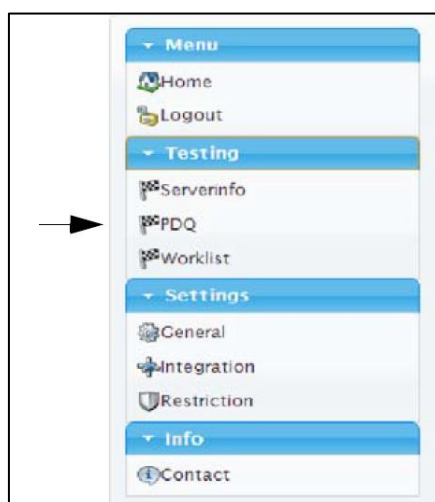 Menu
Home
Logout
Testing
Serverinfo
PDQ
Worklist
Settings
General
Integration
Restriction
Info
Contact